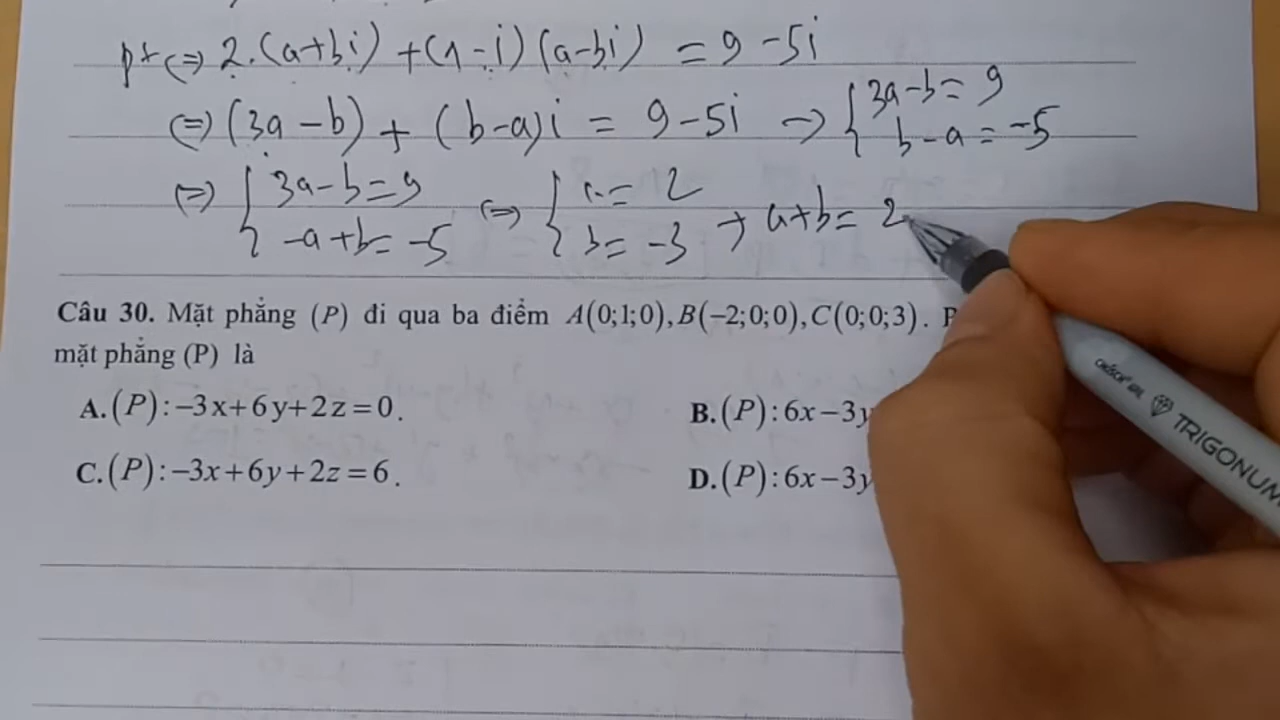 pt ⇔ 2.(a+bi) + (1-i)(a-bi) = 9 -5i
⇔ (3a - b) + (b-a)i = 9-5i → { 3a-b = 9
b-a = -5
⇔ { 3a-b=9
-a+b=-5
⇔ { a = 2
b = -3
→ a+b = 2
Câu 30. Mặt phẳng (P) đi qua ba điểm A(0;1;0), B(-2;0;0), C(0;0;3).
mặt phẳng (P) là
A. (P): -3x+6y+2z=0.
B. (P): 6x-3y
C. (P): -3x+6y+2z=6.
D. (P): 6x-3y
TRIGONUM